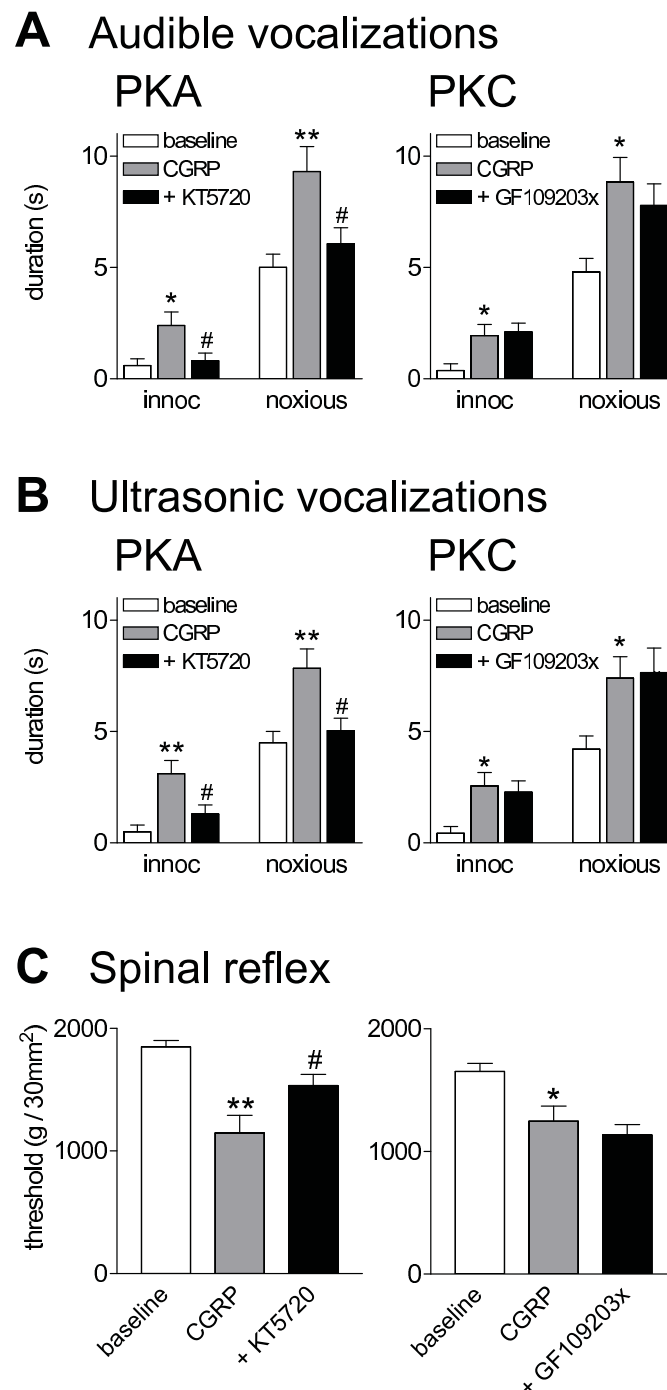 A Audible vocalizations
PKA
duration (s)
10
5
0
baseline
CGRP
+ KT5720
*
#
**
#
innoc
noxious
PKC
10
5
0
baseline
CGRP
+ GF109203x
*
*
innoc
noxious
B Ultrasonic vocalizations
PKA
duration (s)
10
5
0
baseline
CGRP
+ KT5720
**
#
**
#
innoc
noxious
PKC
10
5
0
baseline
CGRP
+ GF109203x
*
*
innoc
noxious
C Spinal reflex
threshold (g / 30mm²)
2000
1000
0
**
#
baseline
CGRP
+ KT5720
2000
1000
0
*
baseline
CGRP
+ GF109203x